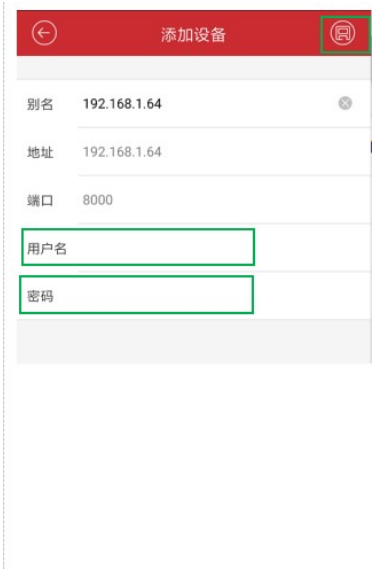 添加设备
别名 192.168.1.64
地址 192.168.1.64
端口 8000
用户名
密码